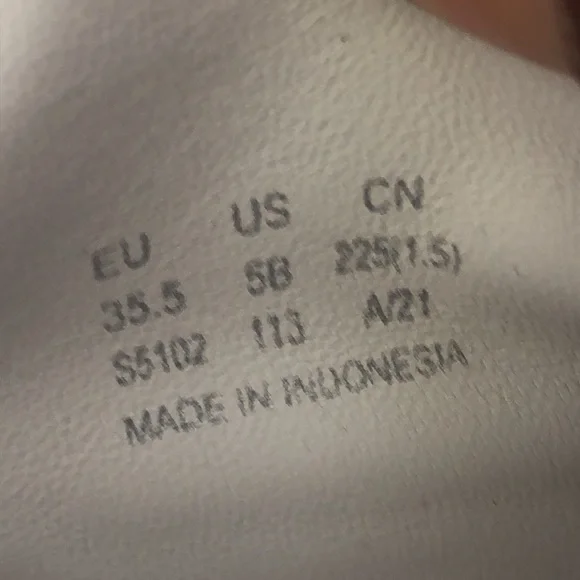 EU US CN
35.5 5B 225(1.5)
S5102 113 A/21
MADE IN INDONESIA